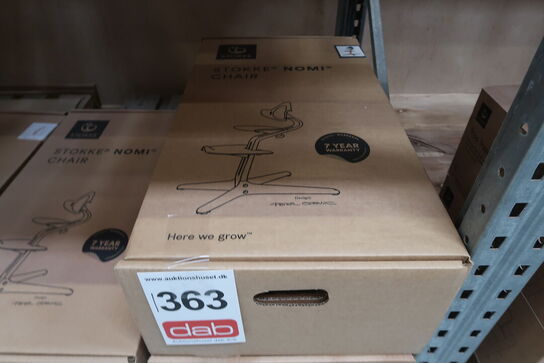 STOKKE® NOMI™
CHAIR
7 YEAR
WARRANTY
Design
Here we grow™
www.auktionshuset.dk
363
dab
STOKKE® NOMI™
CHAIR
7 YEAR
WARRANTY